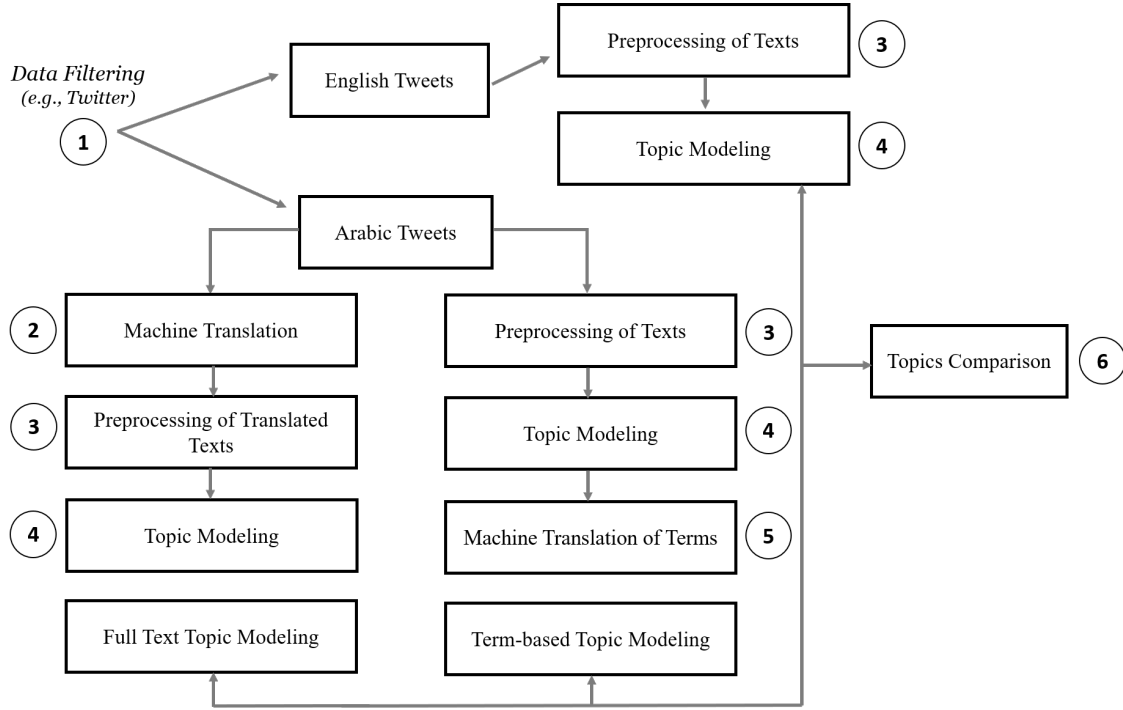 Data Filtering
(e.g., Twitter)
1
English Tweets
Preprocessing of Texts
3
Topic Modeling
4
Arabic Tweets
2
Machine Translation
3
Preprocessing of Translated
Texts
4
Topic Modeling
Full Text Topic Modeling
Preprocessing of Texts
3
Topic Modeling
4
Machine Translation of Terms
5
Term-based Topic Modeling
Topics Comparison
6